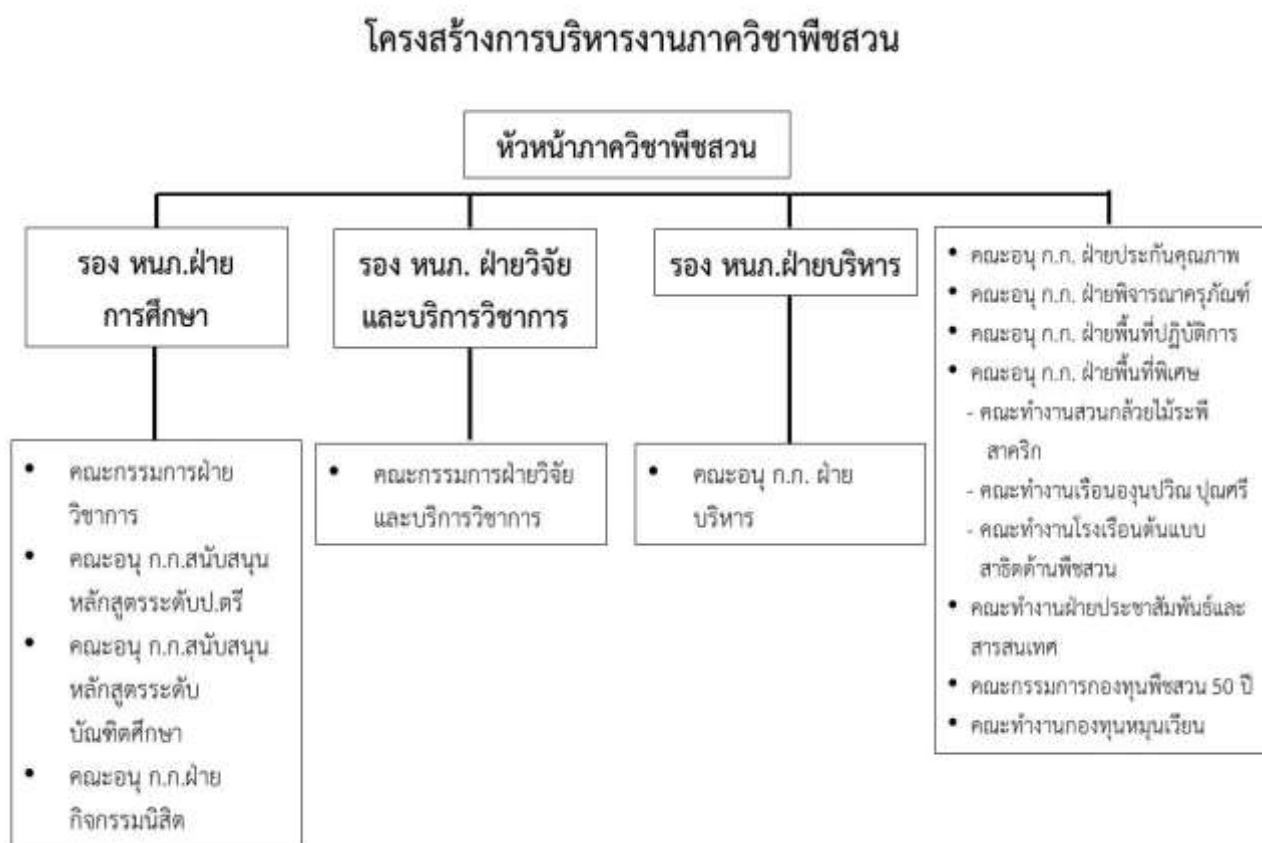 โครงสร้างการบริหารงานภาควิชาพืชสวน
หัวหน้าภาควิชาพืชสวน
รอง หนภ.ฝ่าย
การศึกษา
• คณะกรรมการฝ่าย
วิชาการ
• คณะอนุ ก.ก.สนับสนุน
หลักสูตรระดับป.ตรี
• คณะอนุ ก.ก.สนับสนุน
หลักสูตรระดับ
บัณฑิตศึกษา
• คณะอนุ ก.ก.ฝ่าย
กิจกรรมนิสิต
รอง หนภ. ฝ่ายวิจัย
และบริการวิชาการ
• คณะกรรมการฝ่ายวิจัย
และบริการวิชาการ
รอง หนภ.ฝ่ายบริหาร
• คณะอนุ ก.ก. ฝ่าย
บริหาร
• คณะอนุ ก.ก. ฝ่ายประกันคุณภาพ
• คณะอนุ ก.ก. ฝ่ายพิจารณาครุภัณฑ์
• คณะอนุ ก.ก. ฝ่ายพื้นที่ปฏิบัติการ
• คณะอนุ ก.ก. ฝ่ายพื้นที่พิเศษ
- คณะทำงานสวนกล้วยไม้ระพี
สาคริก
- คณะทำงานเรือนองุ่นปวิณ ปุณศรี
- คณะทำงานโรงเรือนต้นแบบ
สาธิตด้านพืชสวน
• คณะทำงานฝ่ายประชาสัมพันธ์และ
สารสนเทศ
• คณะกรรมการกองทุนพืชสวน 50 ปี
• คณะทำงานกองทุนหมุนเวียน